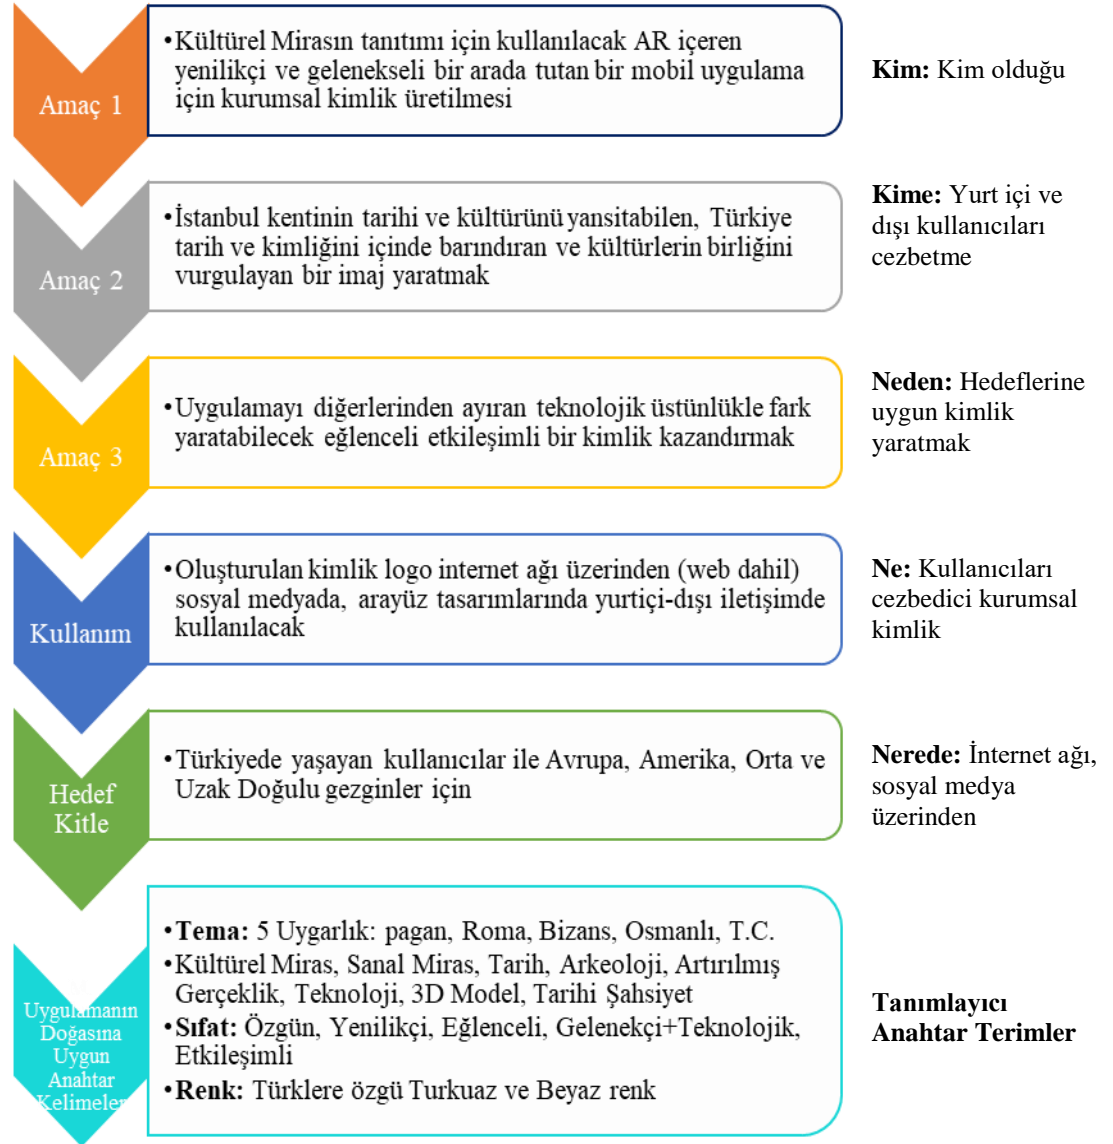 Amaç 1
•Kültürel Mirasın tanıtımı için kullanılacak AR içeren
yenilikçi ve gelenekseli bir arada tutan bir mobil uygulama
için kurumsal kimlik üretilmesi
Kim: Kim olduğu
Amaç 2
•İstanbul kentinin tarihi ve kültürünü yansitabilen, Türkiye
tarih ve kimliğini içinde barındıran ve kültürlerin birliğini
vurgulayan bir imaj yaratmak
Kime: Yurt içi ve
dışı kullanıcıları
cezbetme
Amaç 3
•Uygulamayı diğerlerinden ayıran teknolojik üstünlükle fark
yaratabilecek eğlenceli etkileşimli bir kimlik kazandırmak
Neden: Hedeflerine
uygun kimlik
yaratmak
Kullanım
•Oluşturulan kimlik logo internet ağı üzerinden (web dahil)
sosyal medyada, arayüz tasarımlarında yurtiçi-dışı iletişimde
kullanılacak
Ne: Kullanıcıları
cezbedici kurumsal
kimlik
Hedef
Kitle
•Türkiyede yaşayan kullanıcılar ile Avrupa, Amerika, Orta ve
Uzak Doğulu gezginler için
Nerede: İnternet ağı,
sosyal medya
üzerinden
Uygulamanın
Doğasına
Uygun
Anahtar
Kelimeler
•Tema: 5 Uygarlık: pagan, Roma, Bizans, Osmanlı, T.C.
•Kültürel Miras, Sanal Miras, Tarih, Arkeoloji, Artırılmış
Gerçeklik, Teknoloji, 3D Model, Tarihi Şahsiyet
•Sıfat: Özgün, Yenilikçi, Eğlenceli, Gelenekçi+Teknolojik,
Etkileşimli
•Renk: Türklere özgü Turkuaz ve Beyaz renk
Tanımlayıcı
Anahtar Terimler